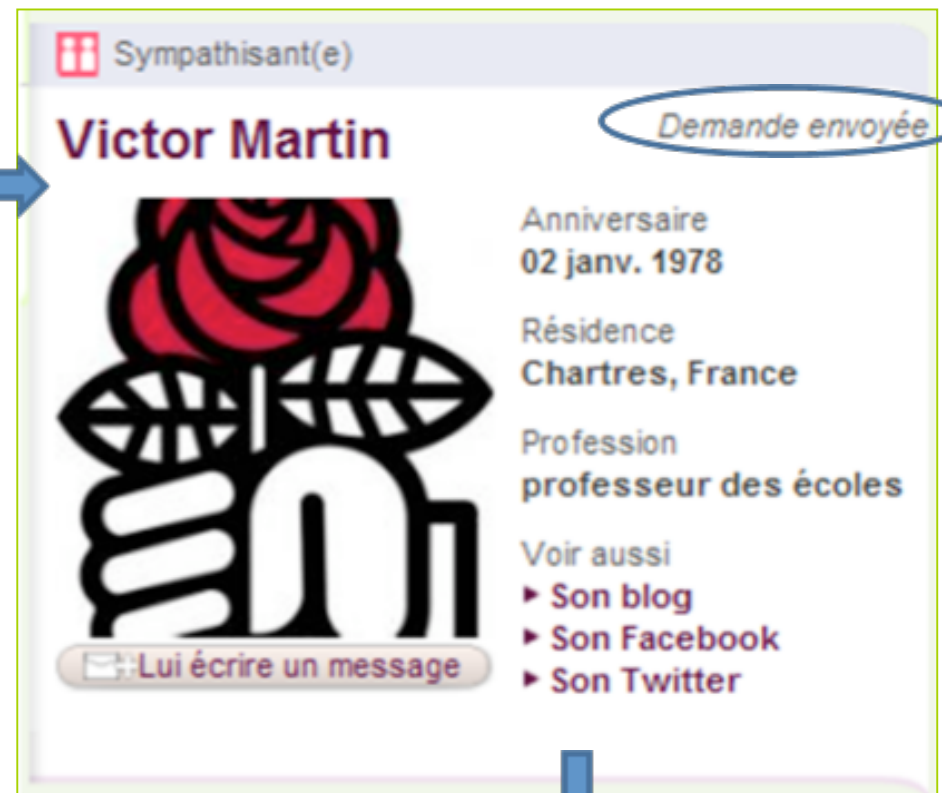 Sympathisant(e)
Victor Martin
Demande envoyée
Anniversaire
02 janv. 1978
Résidence
Chartres, France
Profession
professeur des écoles
Voir aussi
Son blog
Son Facebook
Son Twitter
Lui écrire un message